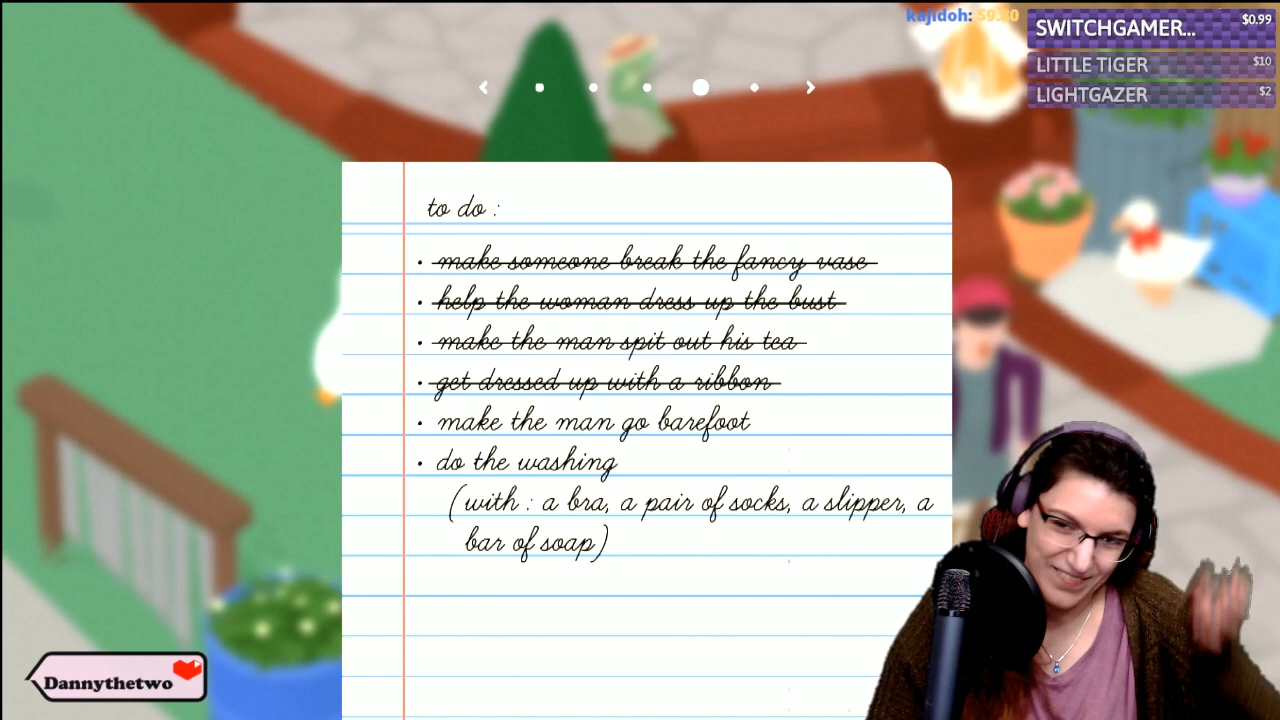 kajidoh: $9.80
SWITCHGAMER... $0.99
LITTLE TIGER $10
LIGHTGAZER $2
to do :
• make someone break the fancy vase
• help the woman dress up the bust
• make the man spit out his tea
• get dressed up with a ribbon
• make the man go barefoot
• do the washing
(with : a bra, a pair of socks, a slipper, a
bar of soap)
Dannythetwo